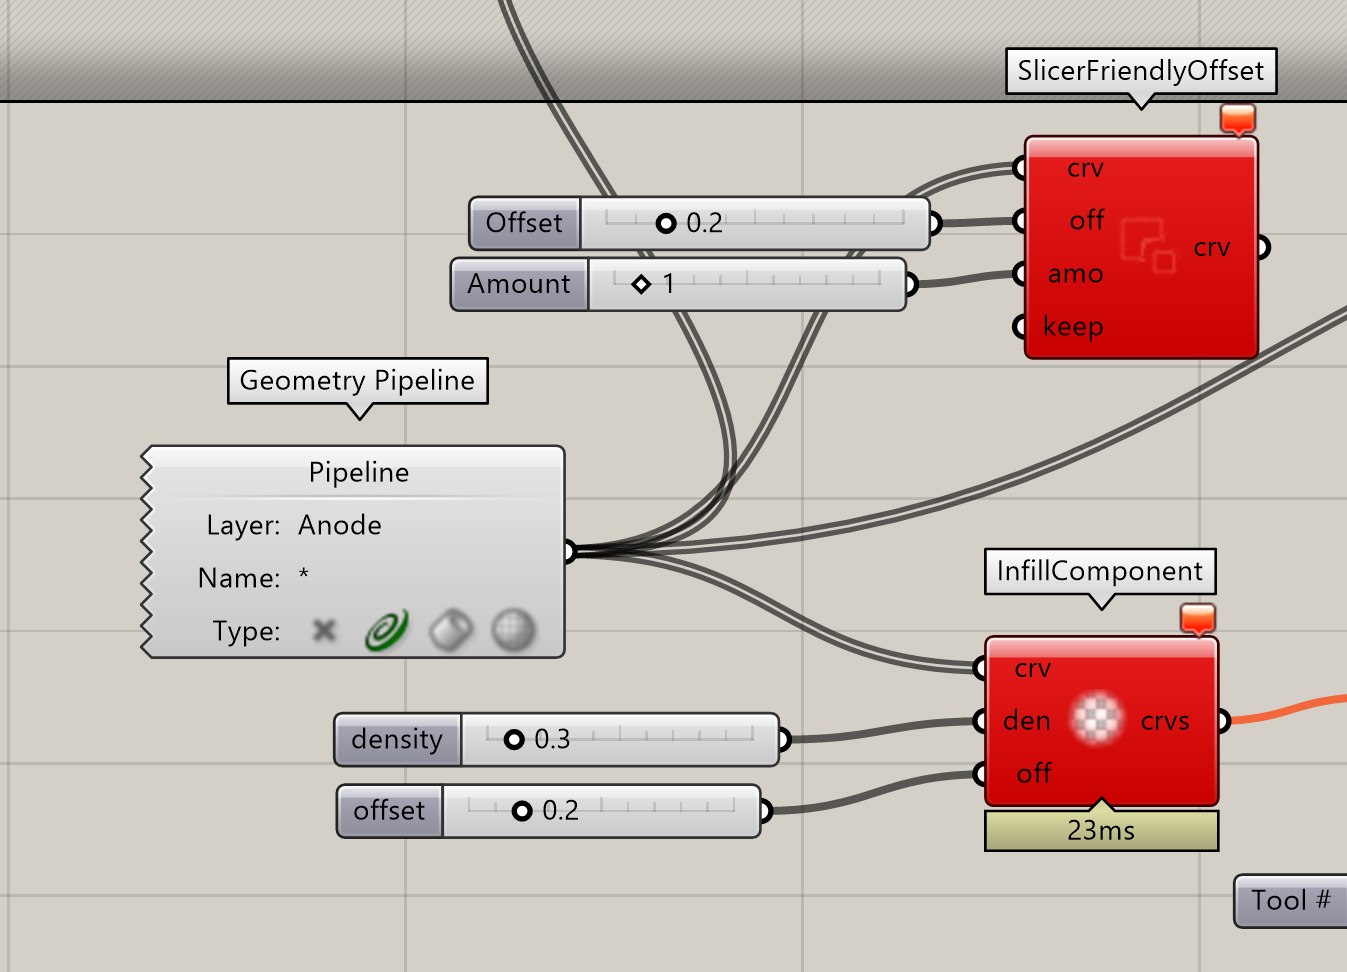 SlicerFriendlyOffset
crv
Offset 0.2
off
crv
Amount 1
amo
keep
Geometry Pipeline
Pipeline
Layer: Anode
Name: *
Type:
InfillComponent
crv
density 0.3
den crvs
offset 0.2
off
23ms
Tool #